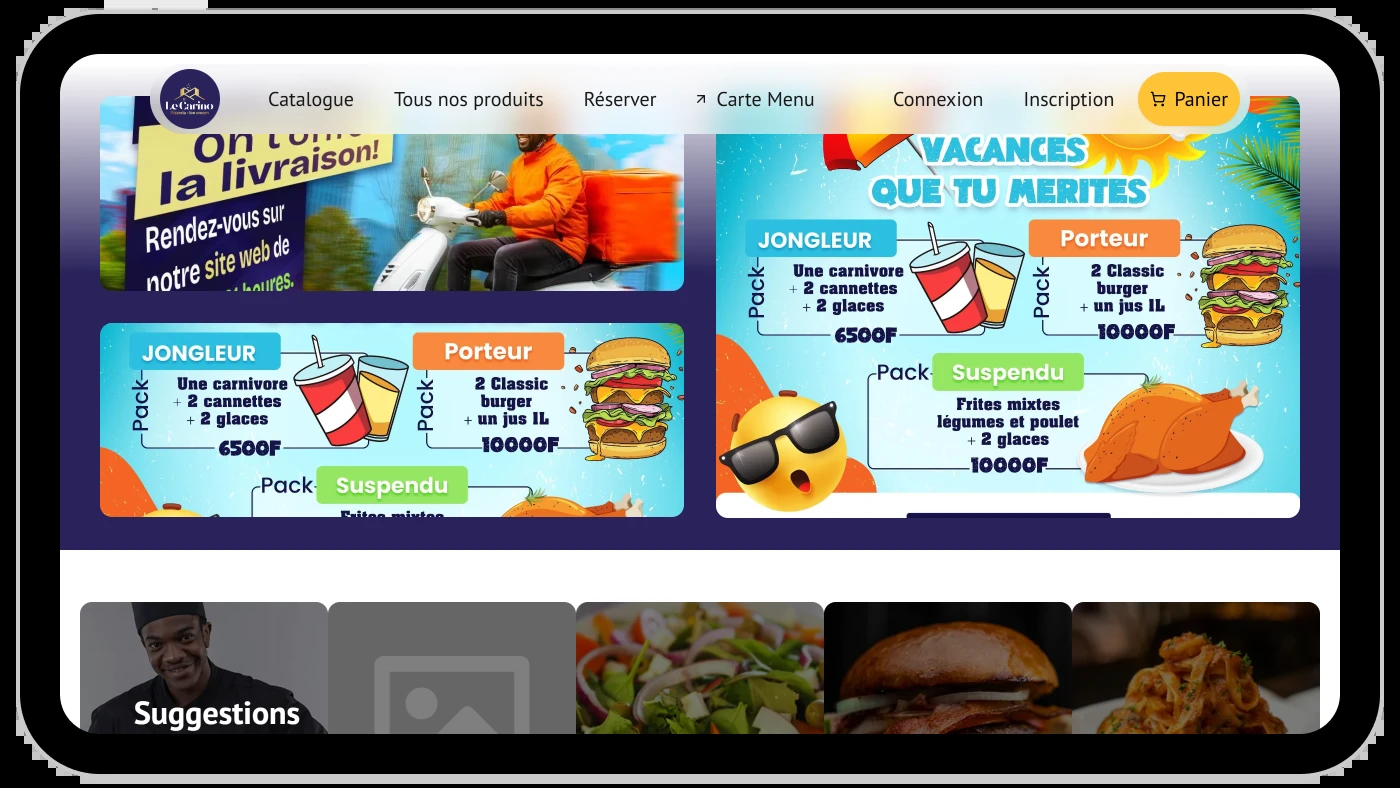 Le Carino
Catalogue
Tous nos produits
Réserver
Carte Menu
Connexion
Inscription
Panier
On t'offre
la livraison!
Rendez-vous sur
notre site web de
heures.
VACANCES
QUE TU MERITES
JONGLEUR
Pack
Une carnivore
+ 2 cannettes
+ 2 glaces
6500F
Porteur
Pack
2 Classic
burger
+ un jus 1L
10000F
Pack Suspendu
Frites mixtes
légumes et poulet
+ 2 glaces
10000F
JONGLEUR
Pack
Une carnivore
+ 2 cannettes
+ 2 glaces
6500F
Porteur
Pack
2 Classic
burger
+ un jus 1L
10000F
Pack Suspendu
Frites mixtes
Suggestions